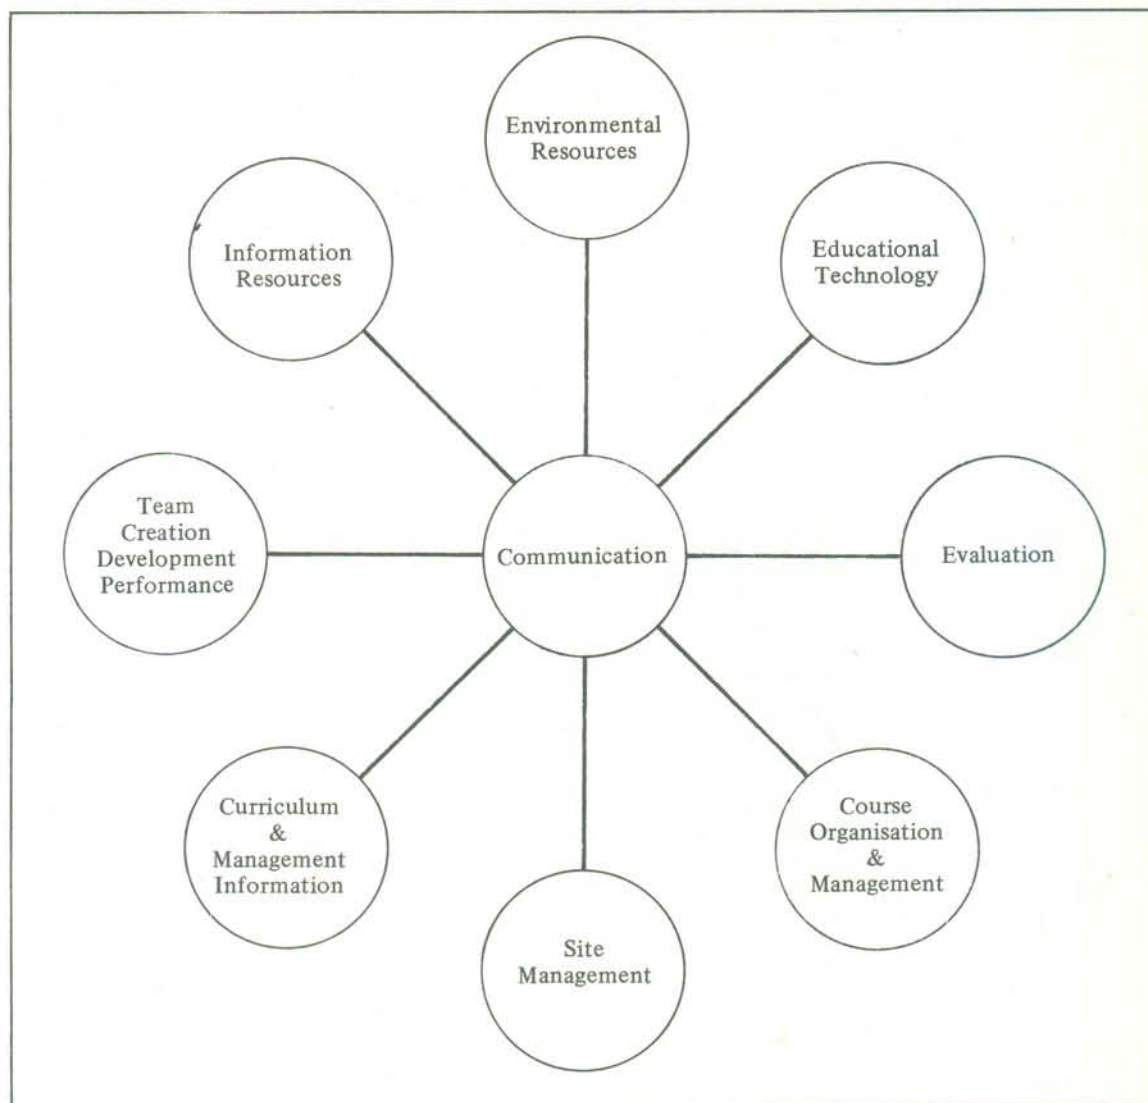 Environmental
Resources
Information
Resources
Educational
Technology
Team
Creation
Development
Performance
Communication
Evaluation
Curriculum
&
Management
Information
Course
Organisation
&
Management
Site
Management